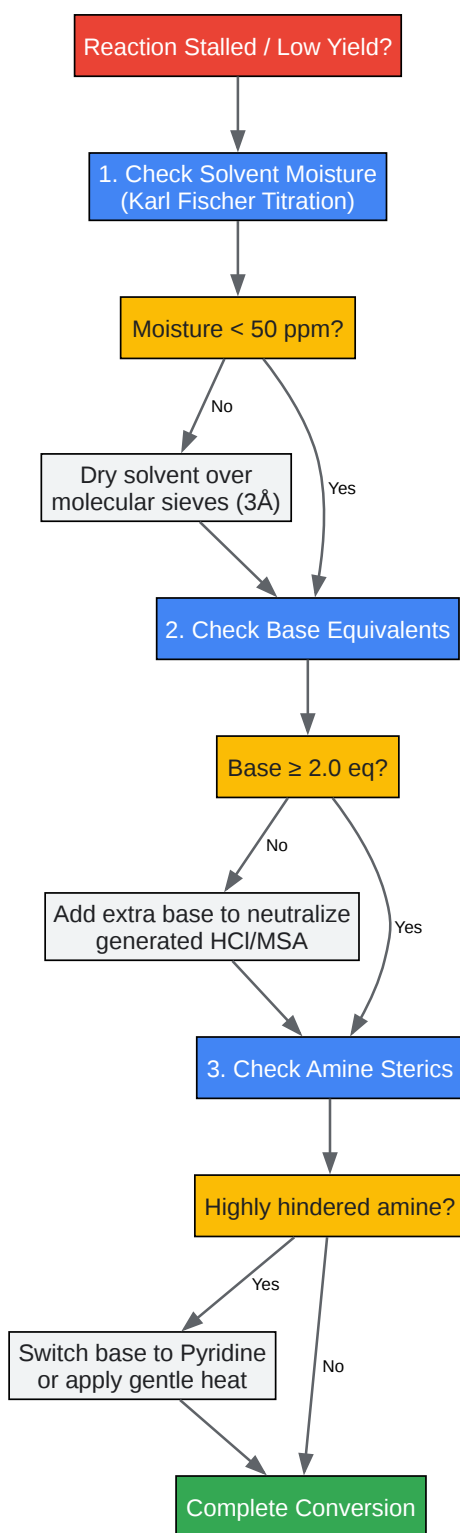 Reaction Stalled / Low Yield?
1. Check Solvent Moisture
(Karl Fischer Titration)
Moisture < 50 ppm?
No
Dry solvent over
molecular sieves (3Å)
Yes
2. Check Base Equivalents
Base ≥ 2.0 eq?
No
Add extra base to neutralize
generated HCl/MSA
Yes
3. Check Amine Sterics
Highly hindered amine?
Yes
Switch base to Pyridine
or apply gentle heat
No
Complete Conversion